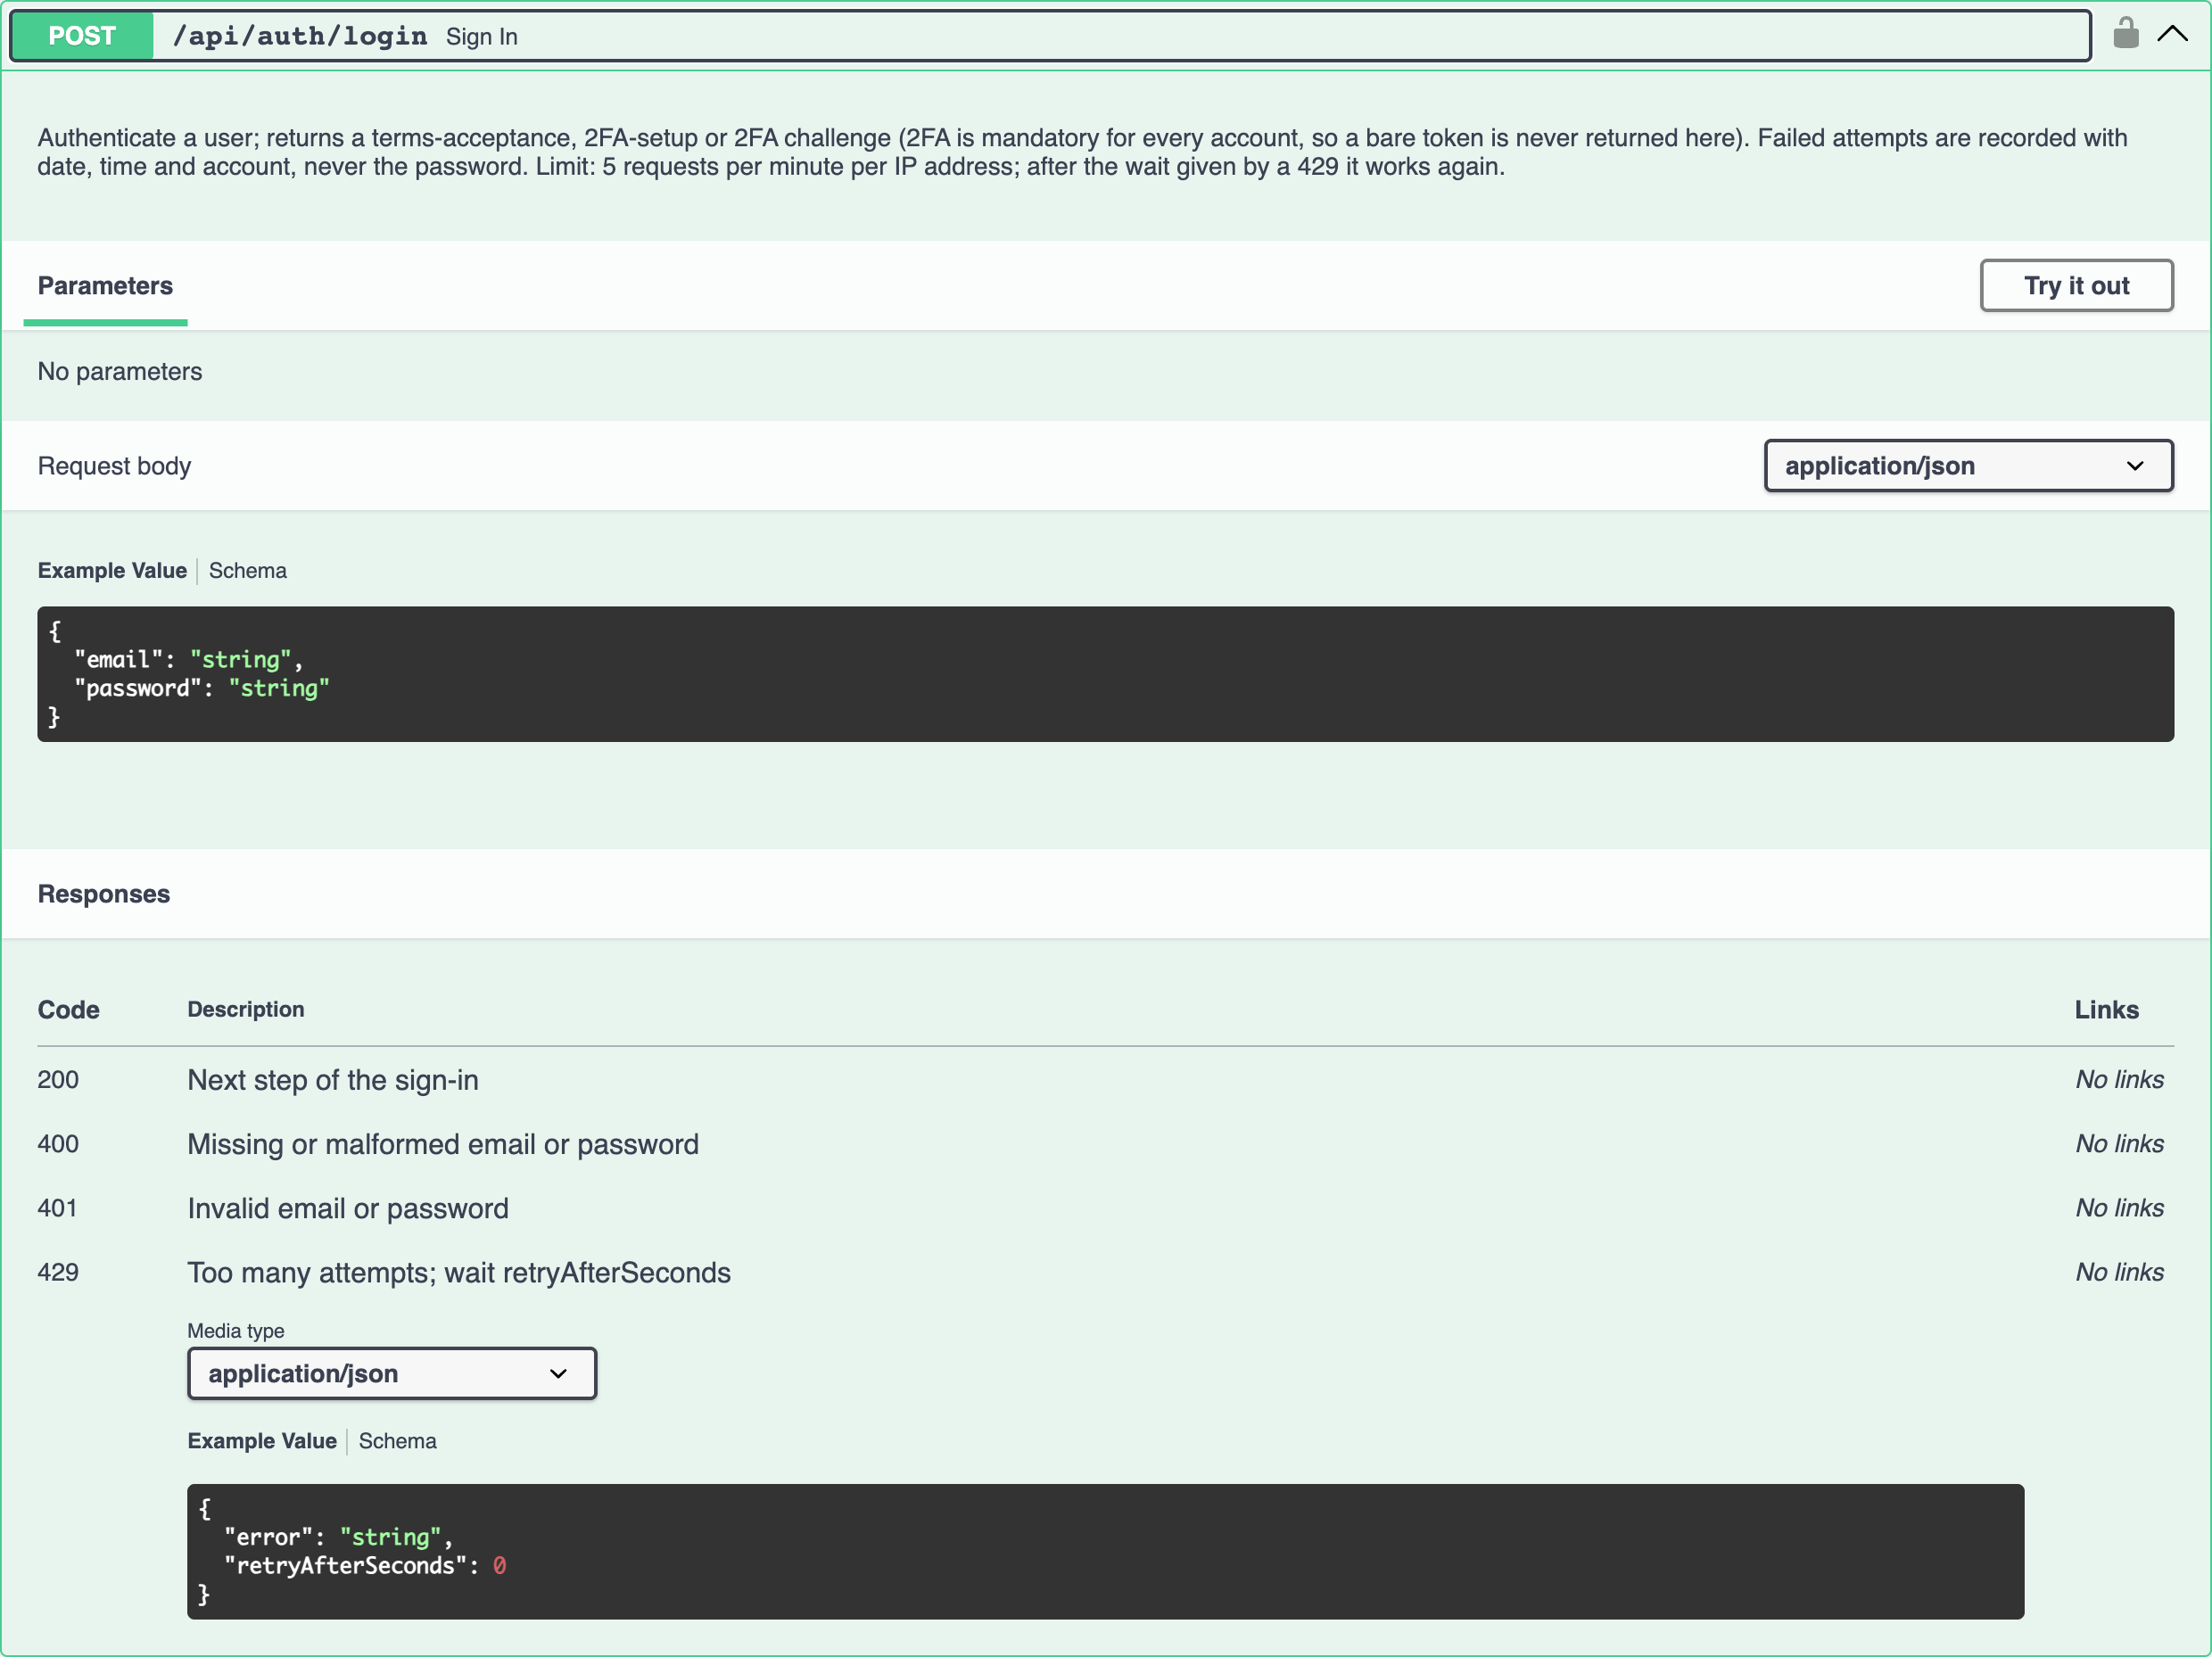 POST /api/auth/login Sign In
Authenticate a user; returns a terms-acceptance, 2FA-setup or 2FA challenge (2FA is mandatory for every account, so a bare token is never returned here). Failed attempts are recorded with
date, time and account, never the password. Limit: 5 requests per minute per IP address; after the wait given by a 429 it works again.
Parameters
Try it out
No parameters
Request body
application/json
Example Value Schema
{
"email": "string",
"password": "string"
}
Responses
Code Description Links
200 Next step of the sign-in No links
400 Missing or malformed email or password No links
401 Invalid email or password No links
429 Too many attempts; wait retryAfterSeconds No links
Media type
application/json
Example Value Schema
{
"error": "string",
"retryAfterSeconds": 0
}